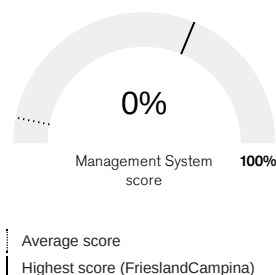 0%
Management System 100%
score
Average score
Highest score (FrieslandCampina)